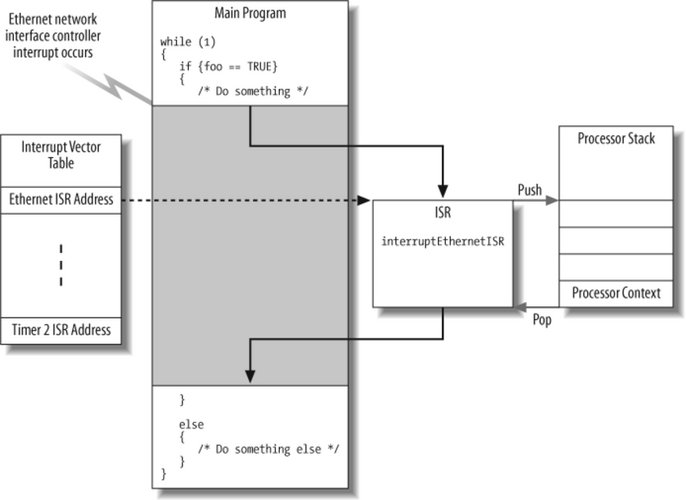 Ethernet network
interface controller
interrupt occurs
Main Program
while (1)
{
if {foo == TRUE}
{
/* Do something */
Interrupt Vector
Table
Ethernet ISR Address
Timer 2 ISR Address
ISR
interruptEthernetISR
Push
Pop
Processor Stack
Processor Context
}
else
{
/* Do something else */
}
}